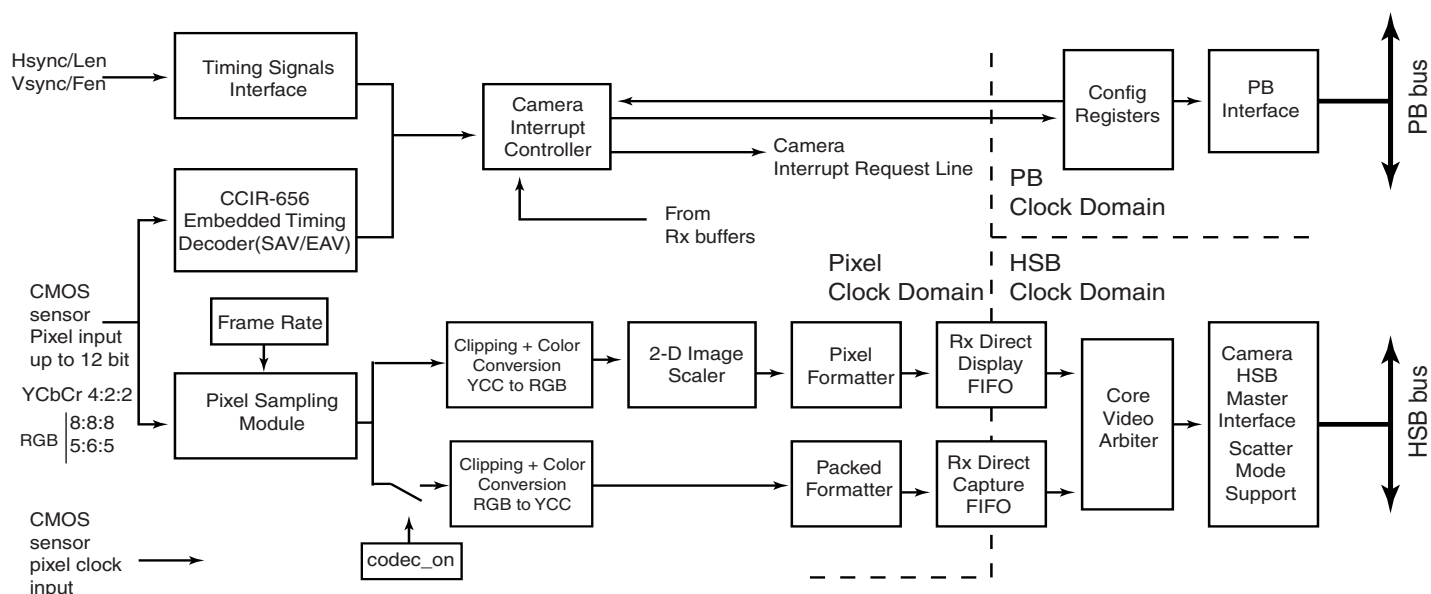 Hsync/Len
Vsync/Fen
Timing Signals
Interface
CCIR-656
Embedded Timing
Decoder(SAV/EAV)
Camera
Interrupt
Controller
Camera
Interrupt Request Line
From
Rx buffers
Config
Registers
PB
Interface
PB bus
PB
Clock Domain
Pixel
Clock Domain
HSB
Clock Domain
CMOS
sensor
Pixel input
up to 12 bit
YCbCr 4:2:2
RGB
8:8:8
5:6:5
Frame Rate
Pixel Sampling
Module
Clipping + Color
Conversion
YCC to RGB
2-D Image
Scaler
Pixel
Formatter
Rx Direct
Display
FIFO
Clipping + Color
Conversion
RGB to YCC
Packed
Formatter
Rx Direct
Capture
FIFO
Core
Video
Arbiter
Camera
HSB
Master
Interface
Scatter
Mode
Support
HSB bus
codec_on
CMOS
sensor
pixel clock
input